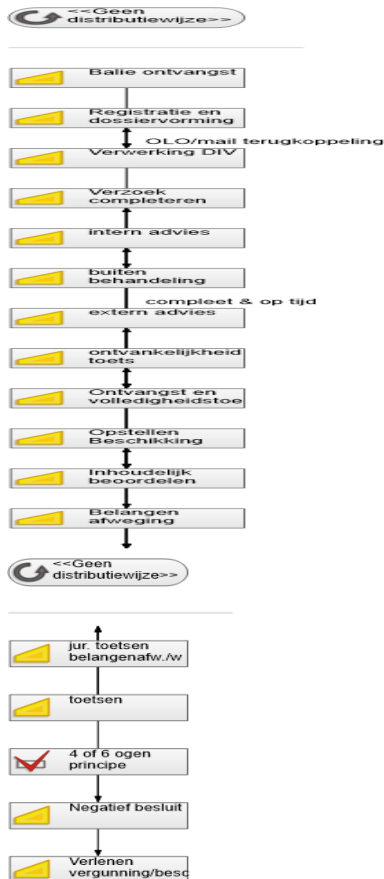 <<Geen
distributiewijze>>
Balie ontvangst
Registratie en
dossiervorming
OLO/mail terugkoppeling
Verwerking DIV
Verzoek
completeren
intern advies
buiten
behandeling
compleet & op tijd
extern advies
ontvankelijkheid
toets
Ontvangst en
volledigheidstoe
Opstellen
Beschikking
Inhoudelijk
beoordelen
Belangen
afweging
<<Geen
distributiewijze>>
jur. toetsen
belangenafw./w
toetsen
4 of 6 ogen
principe
Negatief besluit
Verlenen
vergunning/besc